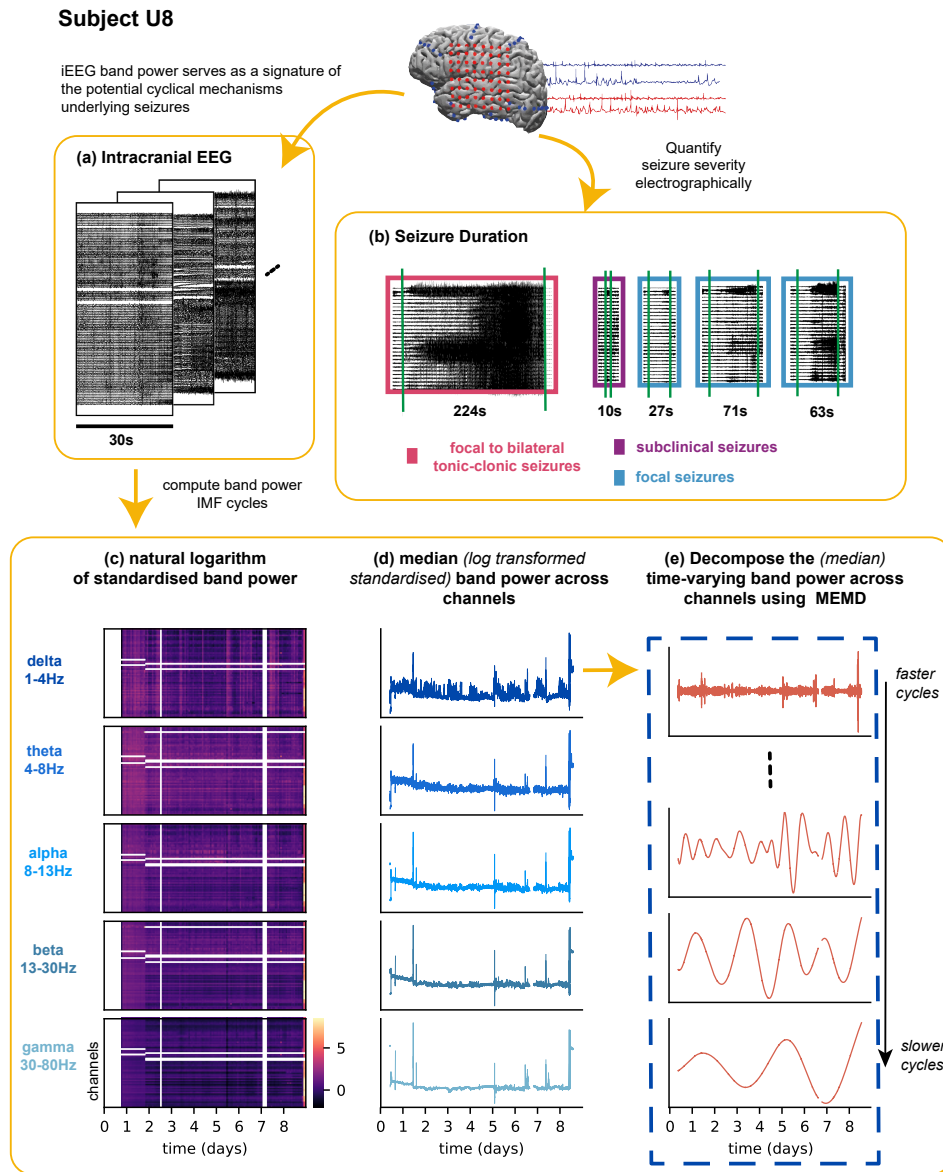 Subject U8
iEEG band power serves as a signature of
the potential cyclical mechanisms
underlying seizures
Quantify
seizure severity
electrographically
(a) Intracranial EEG
30s
(b) Seizure Duration
224s
10s
27s
71s
63s
focal to bilateral
tonic-clonic seizures
subclinical seizures
focal seizures
compute band power
IMF cycles
(c) natural logarithm
of standardised band power
(d) median (log transformed
standardised) band power across
channels
(e) Decompose the (median)
time-varying band power across
channels using MEMD
delta
1-4Hz
theta
4-8Hz
alpha
8-13Hz
beta
13-30Hz
gamma
30-80Hz
channels
5
0
0 1 2 3 4 5 6 7 8
time (days)
0 1 2 3 4 5 6 7 8
time (days)
faster
cycles
slower
cycles
0 1 2 3 4 5 6 7 8
time (days)